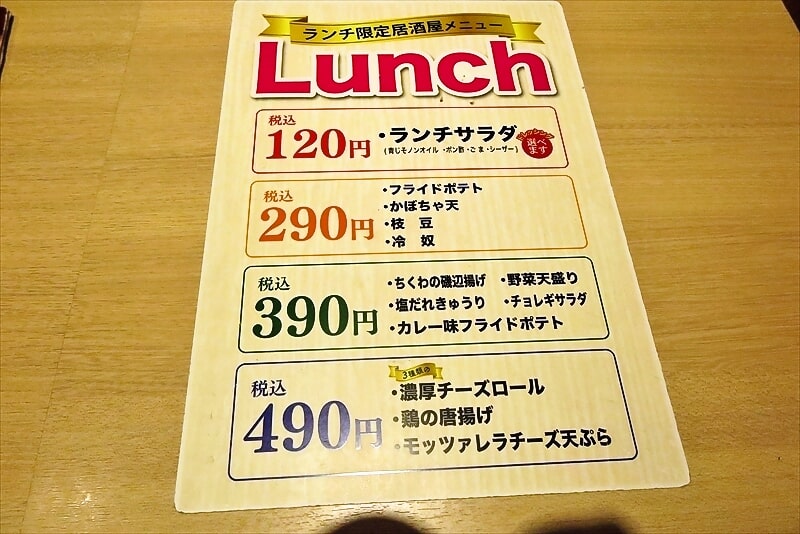 ランチ限定居酒屋メニュー
Lunch
税込
120円
・ランチサラダ
(青じそノンオイル・ポン酢・ごま・シーザー)
ドレッシング
選べ
ます
税込
290円
・フライドポテト
・かぼちゃ天
・枝 豆
・冷 奴
税込
390円
・ちくわの磯辺揚げ ・野菜天盛り
・塩だれきゅうり ・チョレギサラダ
・カレー味フライドポテト
税込
490円
3種類の
・濃厚チーズロール
・鶏の唐揚げ
・モッツァレラチーズ天ぷら